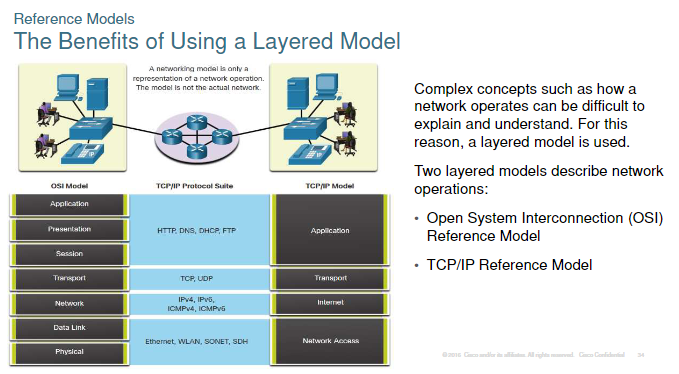 Reference Models
The Benefits of Using a Layered Model
A networking model is only a
representation of a network operation.
The model is not the actual network.
OSI Model
TCP/IP Protocol Suite
TCP/IP Model
Application
Presentation
Session
HTTP, DNS, DHCP, FTP
Application
Transport
TCP, UDP
Transport
Network
IPv4, IPv6,
ICMPv4, ICMPv6
Internet
Data Link
Physical
Ethernet, WLAN, SONET, SDH
Network Access
Complex concepts such as how a
network operates can be difficult to
explain and understand. For this
reason, a layered model is used.
Two layered models describe network
operations:
• Open System Interconnection (OSI)
Reference Model
• TCP/IP Reference Model
Cisco and/or its affiliates. All rights reserved. Cisco Confidential